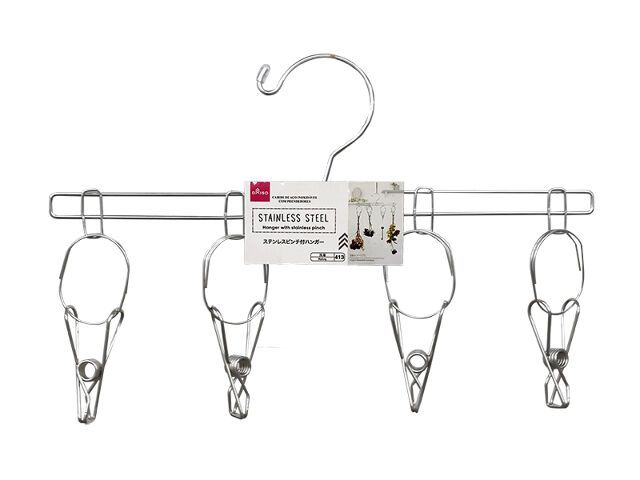 DAISO
CABIDE DE AÇO INOXIDÁVEL
COM PRENDEDORES
STAINLESS STEEL
Hanger with stainless pinch
ステンレスピンチ付ハンガー
413